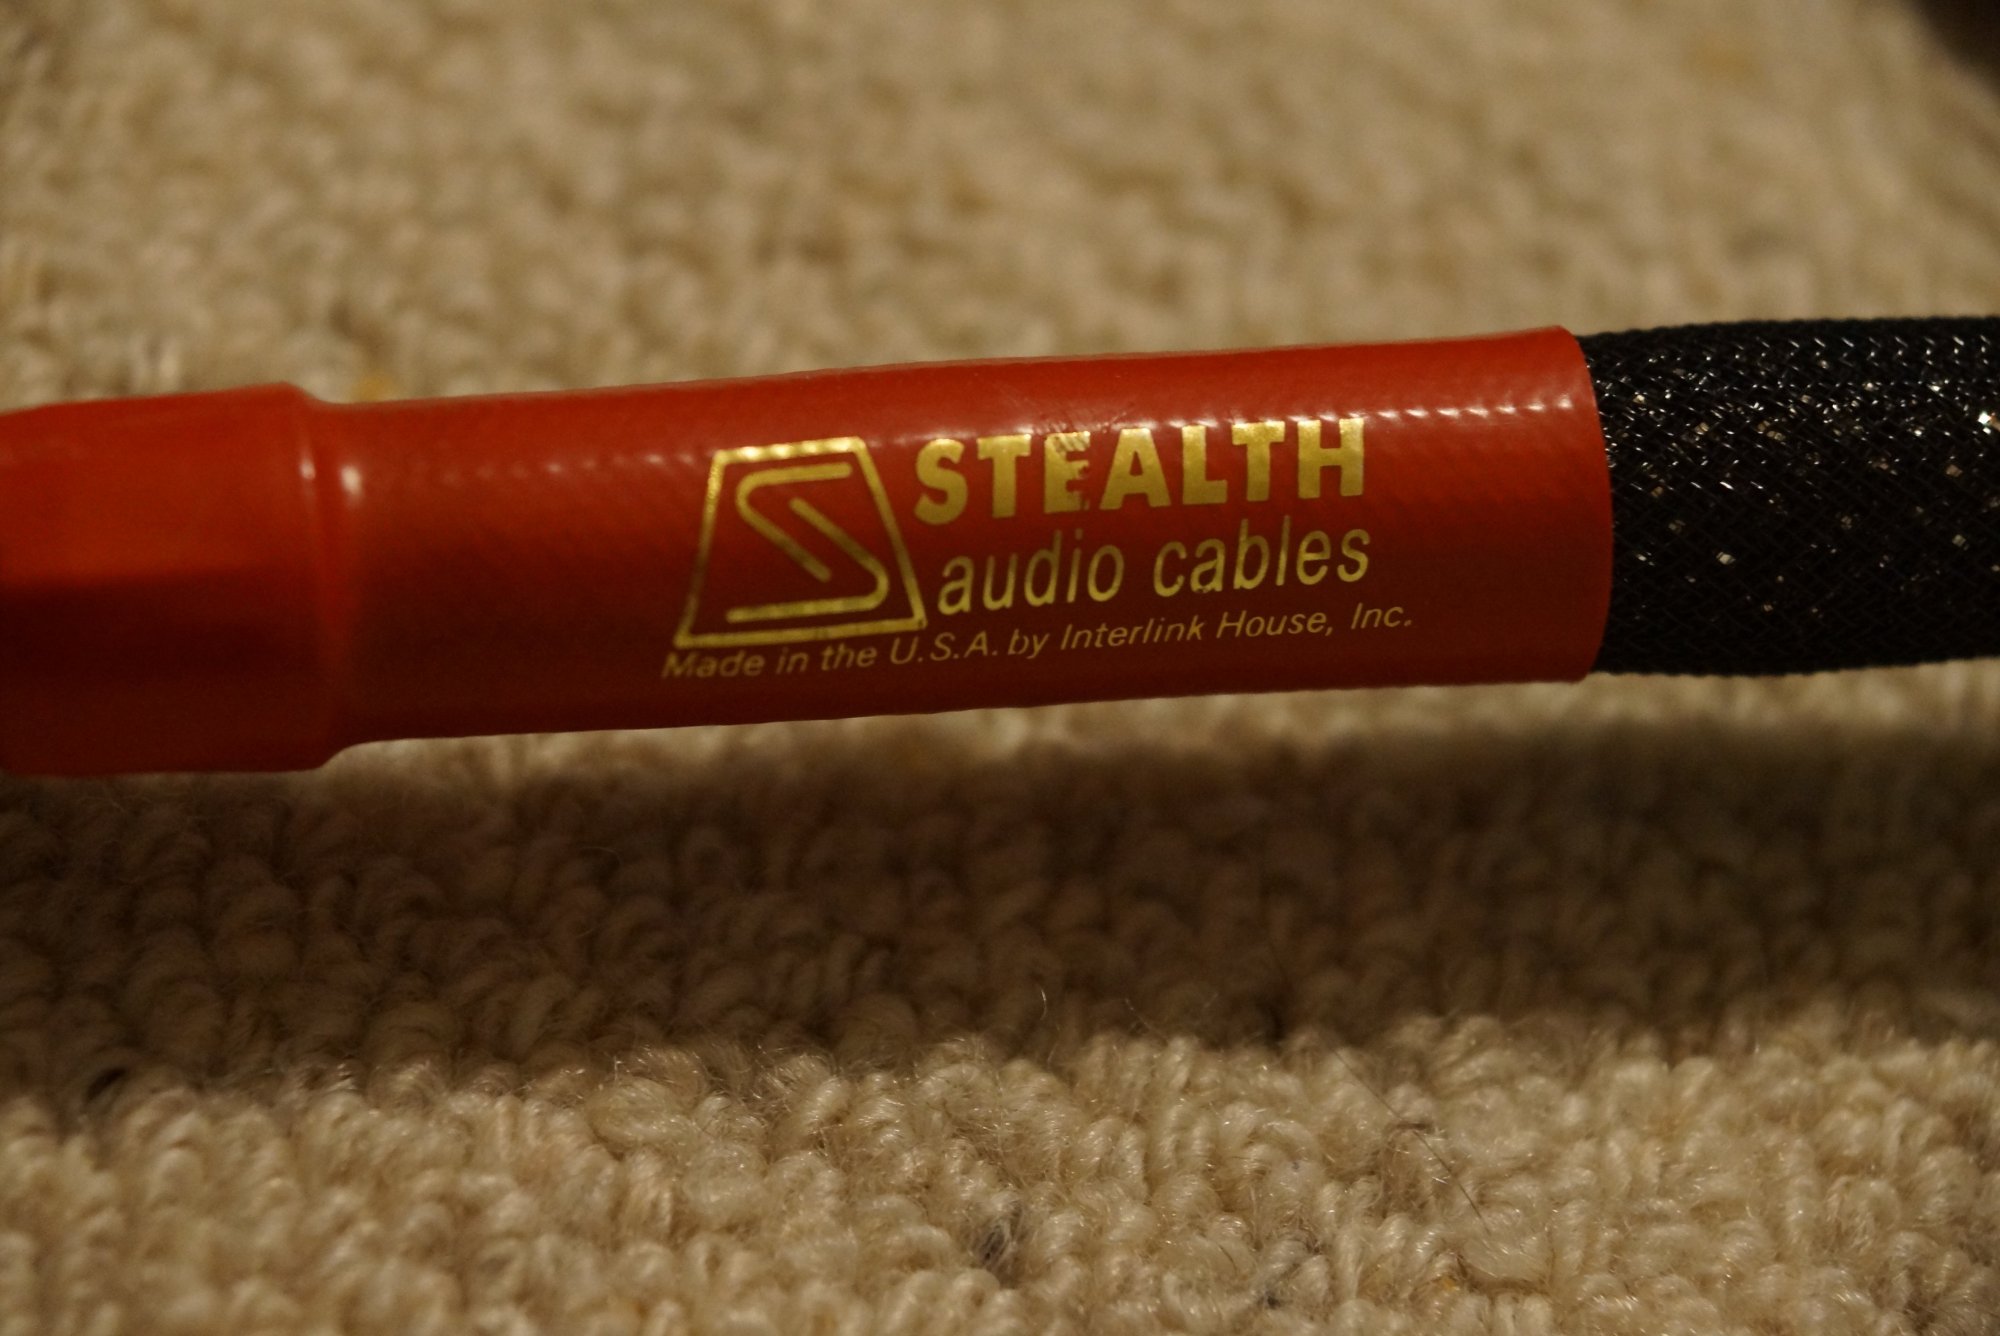 STEALTH
audio cables
Made in the U.S.A. by Interlink House, Inc.